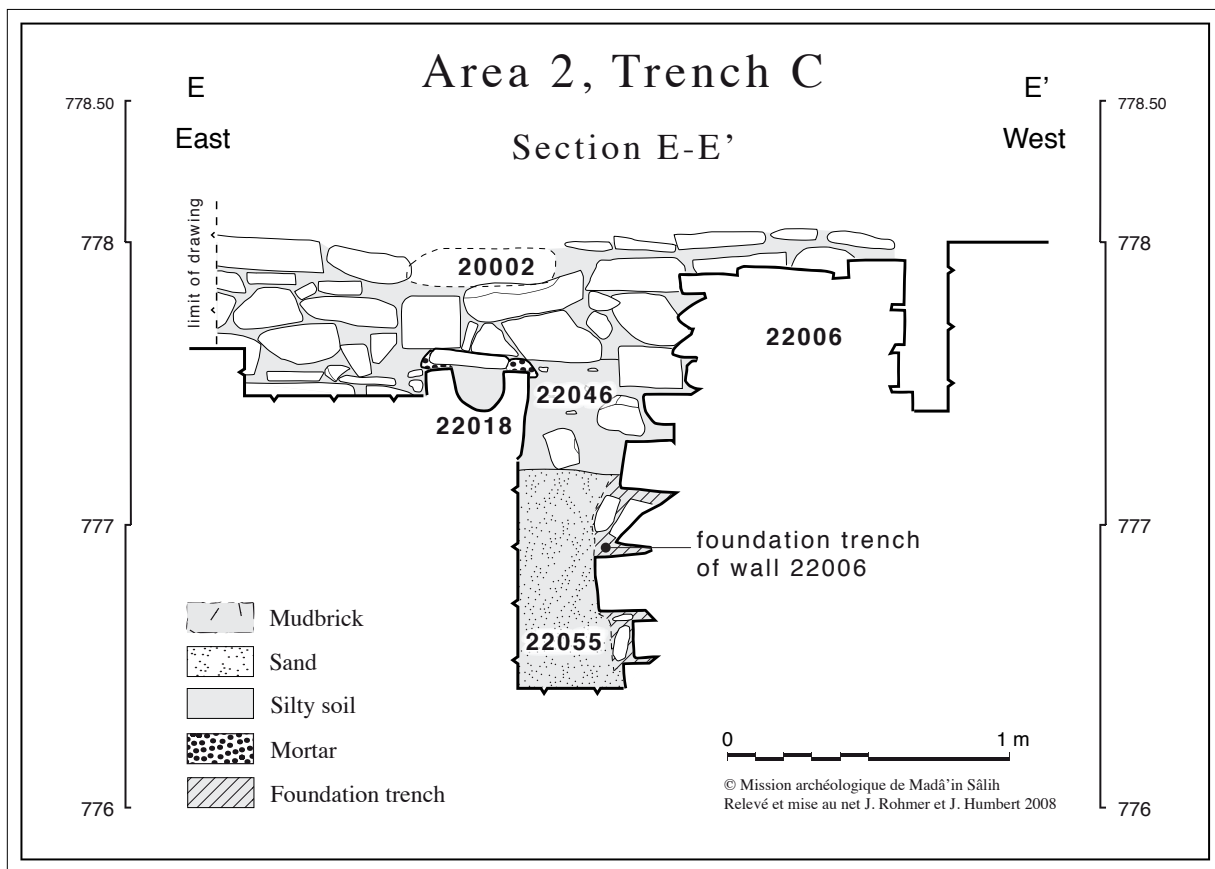 Area 2, Trench C
E
E'
778.50
778.50
East
Section E-E'
West
limit of drawing
778
778
20002
22006
22046
22018
777
777
foundation trench
of wall 22006
22055
Mudbrick
Sand
Silty soil
Mortar
Foundation trench
0
1 m
© Mission archéologique de Madâ'in Sâlih
Relevé et mise au net J. Rohmer et J. Humbert 2008
776
776